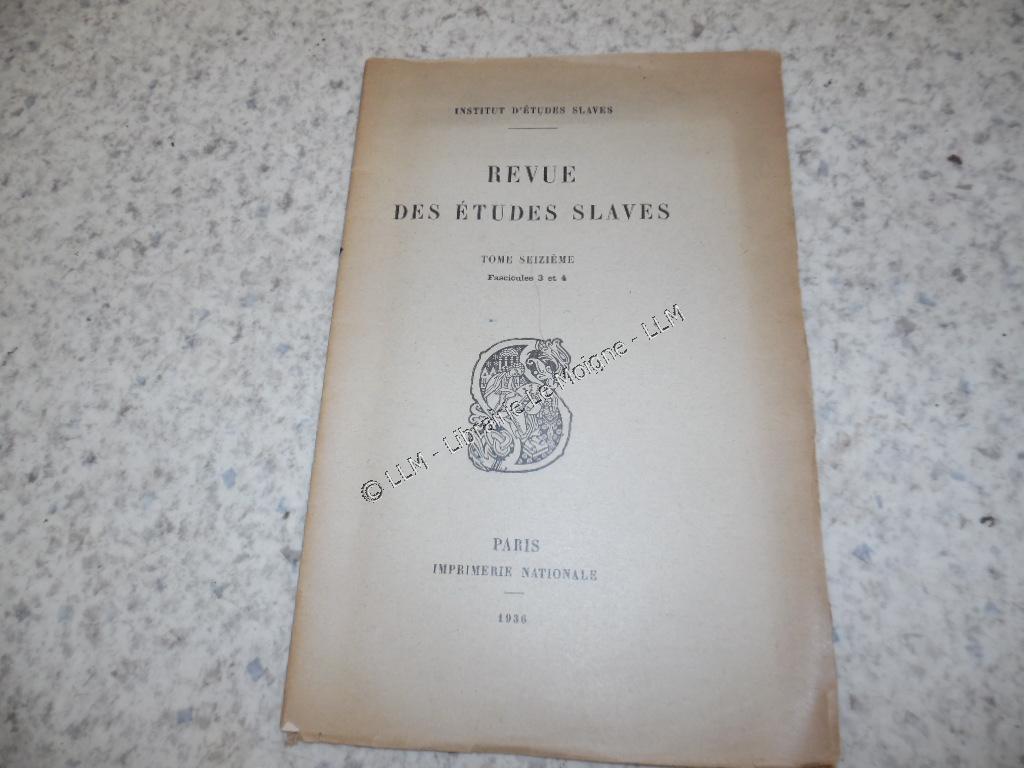 INSTITUT D'ÉTUDES SLAVES
REVUE
DES ÉTUDES SLAVES
TOME SEIZIÈME
Fascicules 3 et 4
© LLM - Librairie Le Moigne - LLM
PARIS
IMPRIMERIE NATIONALE
1936